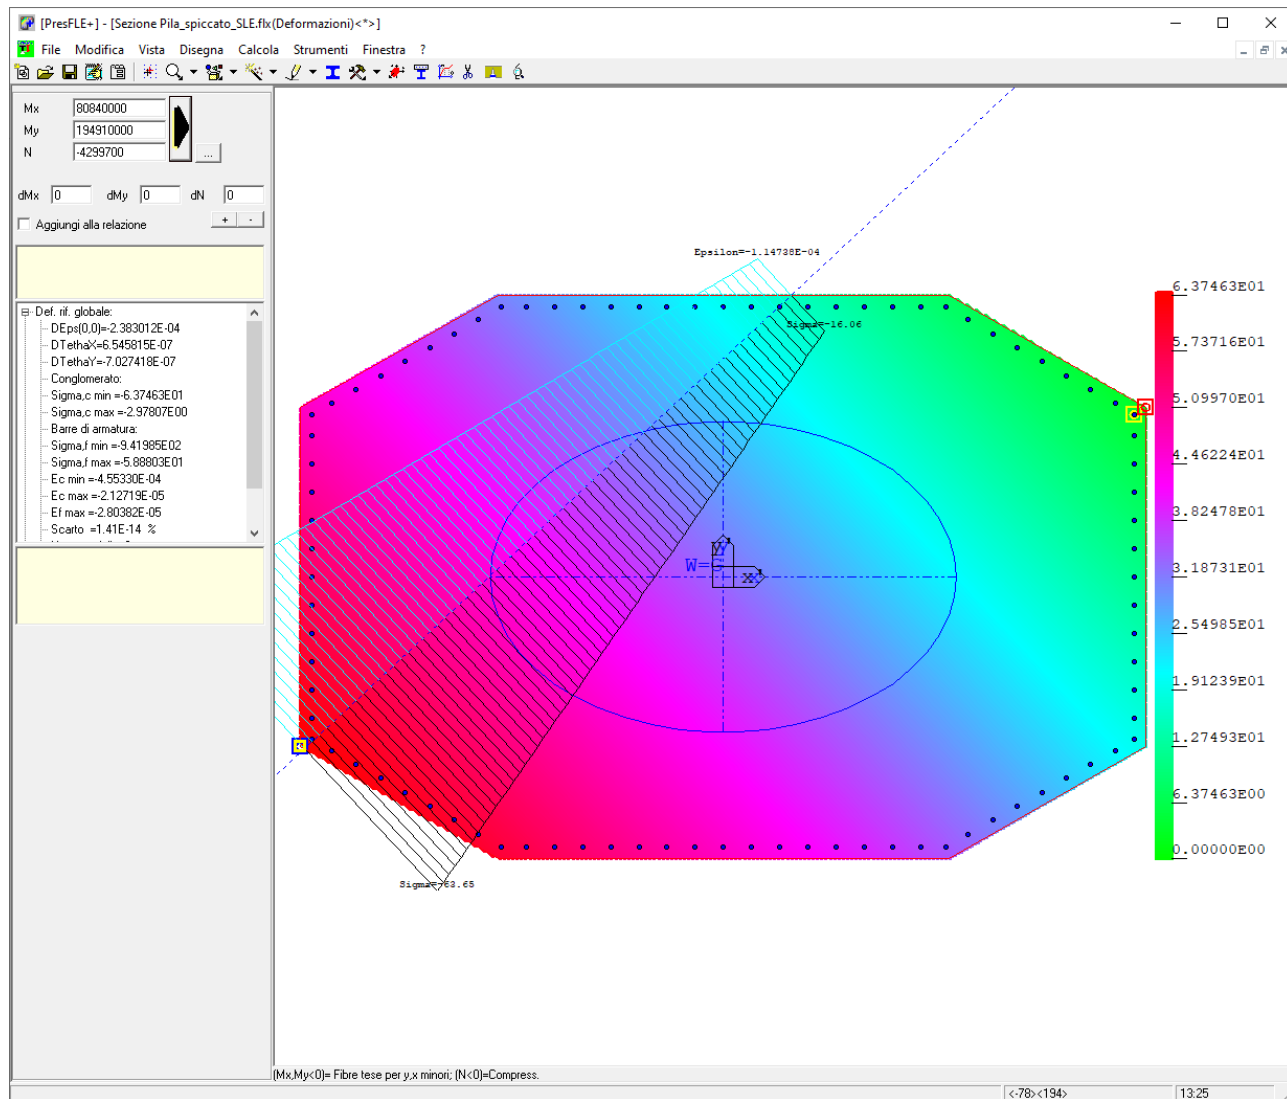 [PresFLE+] - [Sezione Pila_spiccato_SLE.flx(Deformazioni)<*>]
File Modifica Vista Disegna Calcola Strumenti Finestra ?
Mx 80840000
My 194910000
N -4299700
...
dMx 0 dMy 0 dN 0
Aggiungi alla relazione + -
Def. rif. globale:
DEps(0,0)=-2.383012E-04
DTethaX=6.545815E-07
DTethaY=-7.027418E-07
Conglomerato:
Sigma,c min =-6.37463E01
Sigma,c max =-2.97807E00
Barre di armatura:
Sigma,f min =-9.41985E02
Sigma,f max =-5.88803E01
Ec min =-4.55330E-04
Ec max =-2.12719E-05
Ef max =-2.80382E-05
Scarto =1.41E-14 %
Epsilon=-1.14738E-04
Sigma=-16.06
W=G
Sigma=-63.65
6.37463E01
5.73716E01
5.09970E01
4.46224E01
3.82478E01
3.18731E01
2.54985E01
1.91239E01
1.27493E01
6.37463E00
0.00000E00
(Mx,My<0)= Fibre tese per y,x minori; (N<0)=Compress.
<-78><194> 13:25